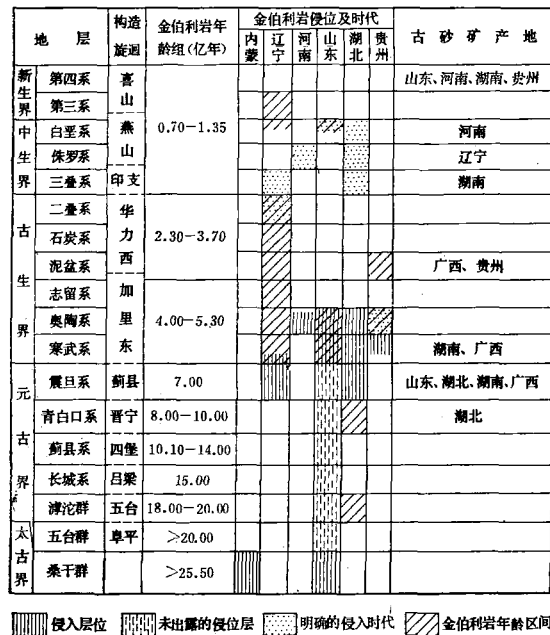 地层 构造旋迴 金伯利岩年龄组(亿年) 金伯利岩侵位及时代 古砂矿产地
内蒙 辽宁 河南 山东 湖北 贵州
新生界 第四系 喜山 山东、河南、湖南、贵州
第三系
中生界 白垩系 燕山 0.70—1.35 河南
侏罗系 辽宁
三叠系 印支 湖南
古生界 二叠系 华力西
石炭系 2.30—3.70
泥盆系 广西、贵州
志留系 加里东
奥陶系 4.00—5.30
寒武系 湖南、广西
元古界 震旦系 蓟县 7.00 山东、湖北、湖南、广西
青白口系 晋宁 8.00—10.00 湖北
蓟县系 四堡 10.10—14.00
长城系 吕梁 15.00
滹沱群 五台 18.00—20.00
太古界 五台群 阜平 >20.00
桑干群 >25.50
侵入层位 未出露的侵位层 明确的侵入时代 金伯利岩年龄区间